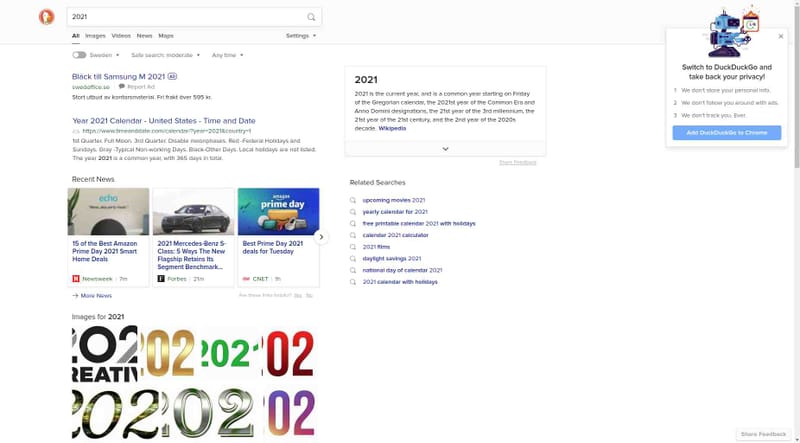 2021
All Images Videos News Maps Settings
Sweden Safe search: moderate Any time
Bläck till Samsung M 2021 Ad
swedoffice.se Report Ad
Stort utbud av kontorsmaterial. Fri frakt över 595 kr.
Year 2021 Calendar - United States - Time and Date
https://www.timeanddate.com/calendar/?year=2021&country=1
1st Quarter. Full Moon. 3rd Quarter. Disable moonphases. Red -Federal Holidays and
Sundays. Gray -Typical Non-working Days. Black-Other Days. Local holidays are not listed.
The year 2021 is a common year, with 365 days in total.
Recent News
echo
amazon
prime day
15 of the Best Amazon
Prime Day 2021 Smart
Home Deals
Newsweek | 7m
2021 Mercedes-Benz S-
Class: 5 Ways The New
Flagship Retains Its
Segment Benchmark...
Forbes | 21m
Best Prime Day 2021
deals for Tuesday
CNET | 1h
More News
Are these links helpful? Yes No
Images for 2021
202
REATIV
202
2021
202
202
202
202
2021
2021 is the current year, and is a common year starting on Friday
of the Gregorian calendar, the 2021st year of the Common Era and
Anno Domini designations, the 21st year of the 3rd millennium, the
21st year of the 21st century, and the 2nd year of the 2020s
decade. Wikipedia
Share Feedback
Related Searches
upcoming movies 2021
yearly calendar for 2021
free printable calendar 2021 with holidays
calendar 2021 calculator
2021 films
daylight savings 2021
national day of calendar 2021
2021 calendar with holidays
Switch to DuckDuckGo and
take back your privacy!
1 We don't store your personal info.
2 We don't follow you around with ads.
3 We don't track you. Ever.
Add DuckDuckGo to Chrome
Share Feedback